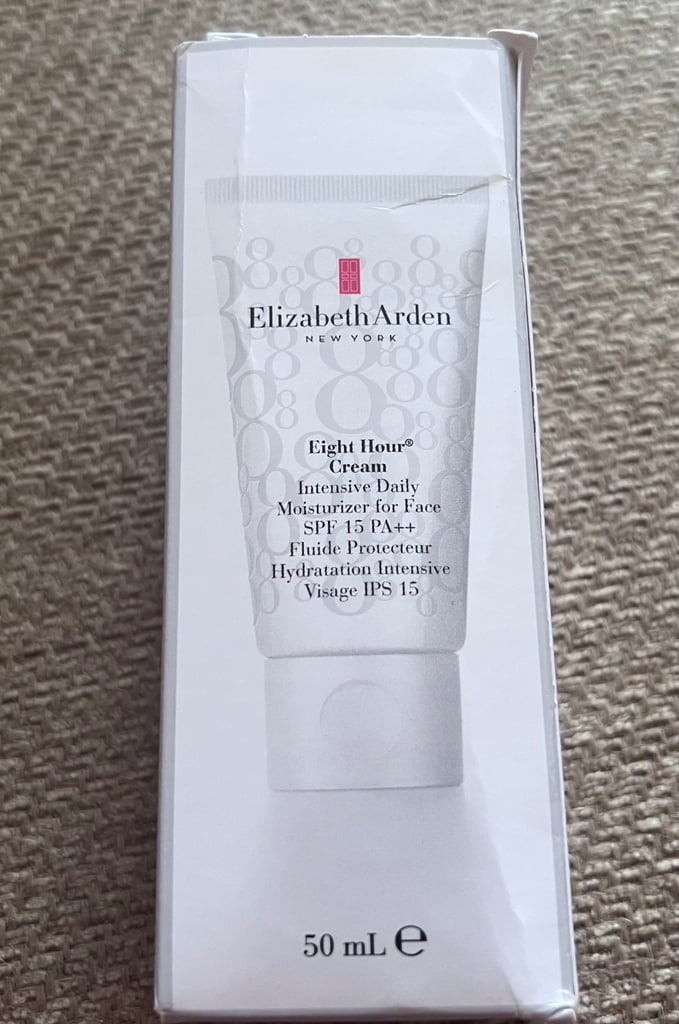 Elizabeth Arden
NEW YORK
Eight Hour®
Cream
Intensive Daily
Moisturizer for Face
SPF 15 PA++
Fluide Protecteur
Hydratation Intensive
Visage IPS 15
50 mL ℮